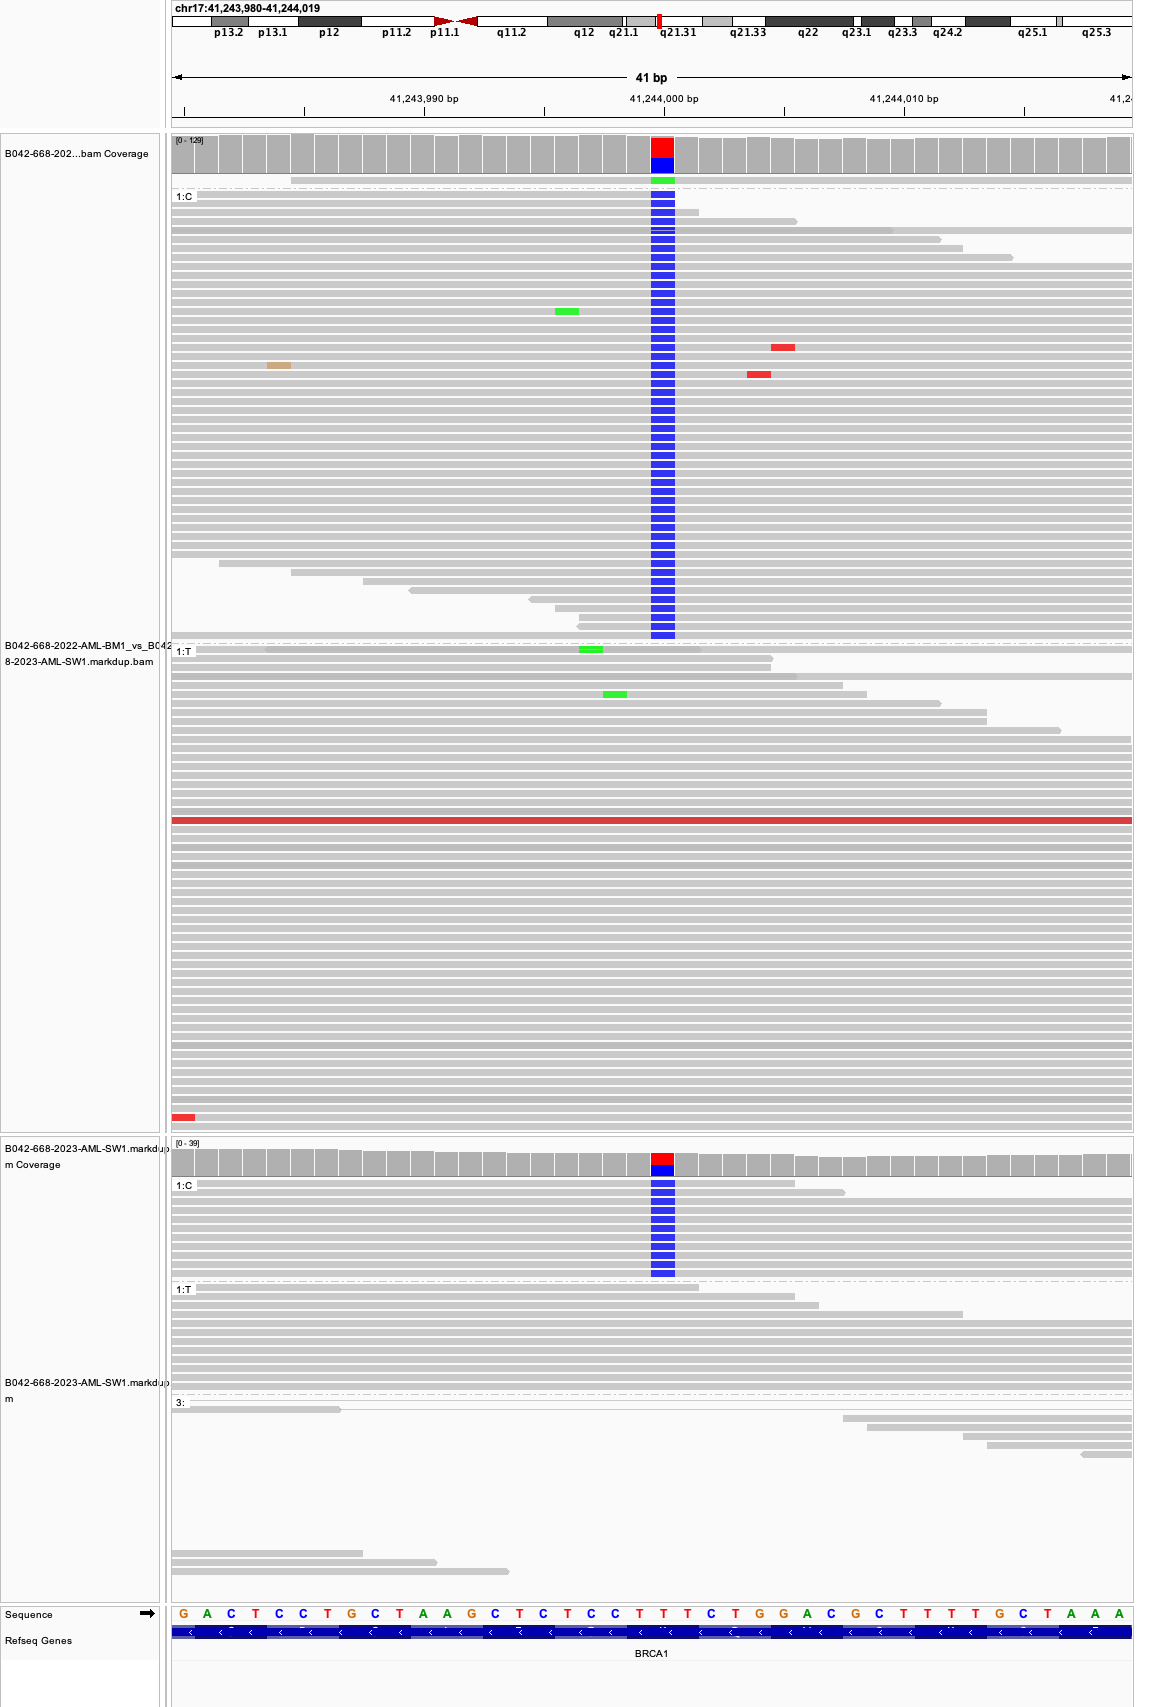 chr17:41,243,980-41,244,019
p13.2 p13.1 p12 p11.2 p11.1 q11.2 q12 q21.1 q21.31 q21.33 q22 q23.1 q23.3 q24.2 q25.1 q25.3
41 bp
41,243,990 bp 41,244,000 bp 41,244,010 bp 41,2
[0 - 129]
B042-668-202...bam Coverage
1:C
B042-668-2022-AML-BM1_vs_B042
8-2023-AML-SW1.markdup.bam
1:T
[0 - 39]
B042-668-2023-AML-SW1.markdup
m Coverage
1:C
1:T
B042-668-2023-AML-SW1.markdup
m
3:
Sequence
G A C T C C T G C T A A G C T C T C C T T T C T G G A C G C T T T T G C T A A A
Refseq Genes
BRCA1